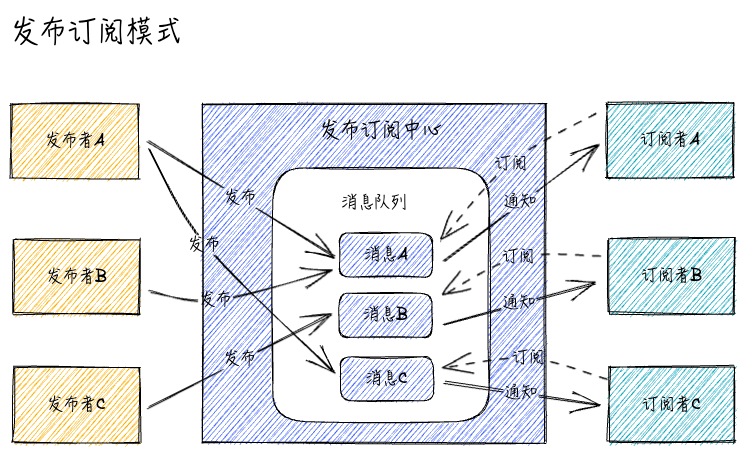 发布订阅模式
发布者A
发布订阅中心
订阅者A
订阅
发布
消息队列
通知
发布
消息A
订阅
发布者B
订阅者B
发布
消息B
通知
发布
订阅
消息C
通知
发布者C
订阅者C